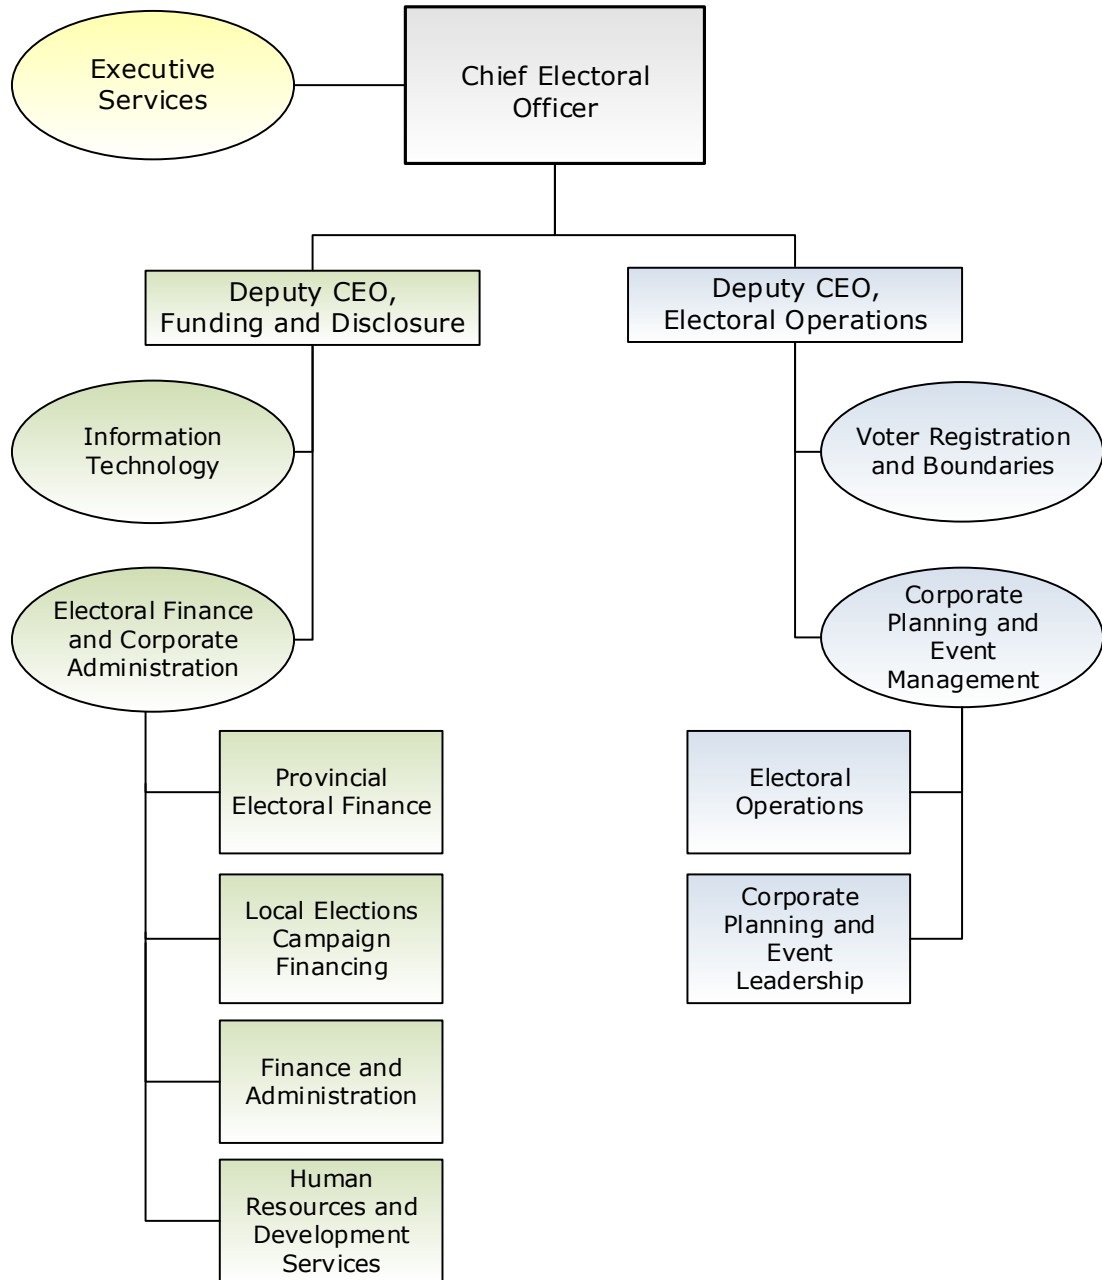 Executive
Services
Chief Electoral
Officer
Deputy CEO,
Funding and Disclosure
Deputy CEO,
Electoral Operations
Information
Technology
Voter Registration
and Boundaries
Electoral Finance
and Corporate
Administration
Corporate
Planning and
Event
Management
Provincial
Electoral Finance
Electoral
Operations
Local Elections
Campaign
Financing
Corporate
Planning and
Event
Leadership
Finance and
Administration
Human
Resources and
Development
Services